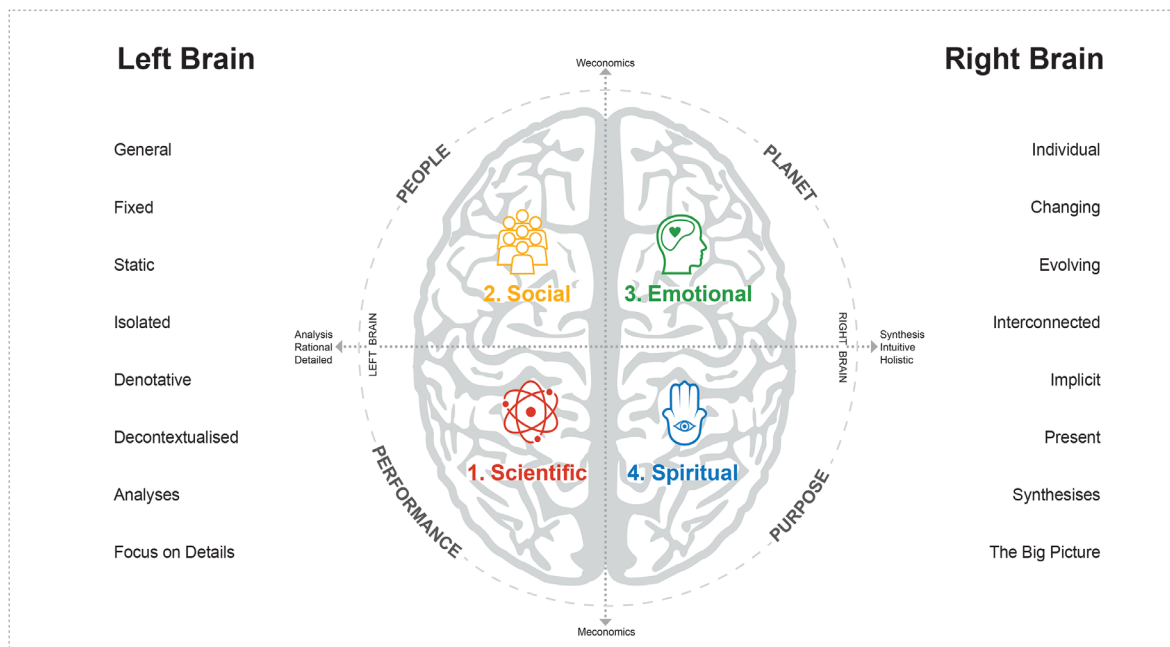 Left Brain
Right Brain
Weconomics
General
Fixed
Static
Isolated
Denotative
Decontextualised
Analyses
Focus on Details
Analysis
Rational
Detailed
LEFT BRAIN
PEOPLE
PLANET
2. Social
3. Emotional
1. Scientific
4. Spiritual
PERFORMANCE
PURPOSE
RIGHT BRAIN
Synthesis
Intuitive
Holistic
Individual
Changing
Evolving
Interconnected
Implicit
Present
Synthesises
The Big Picture
Meconomics